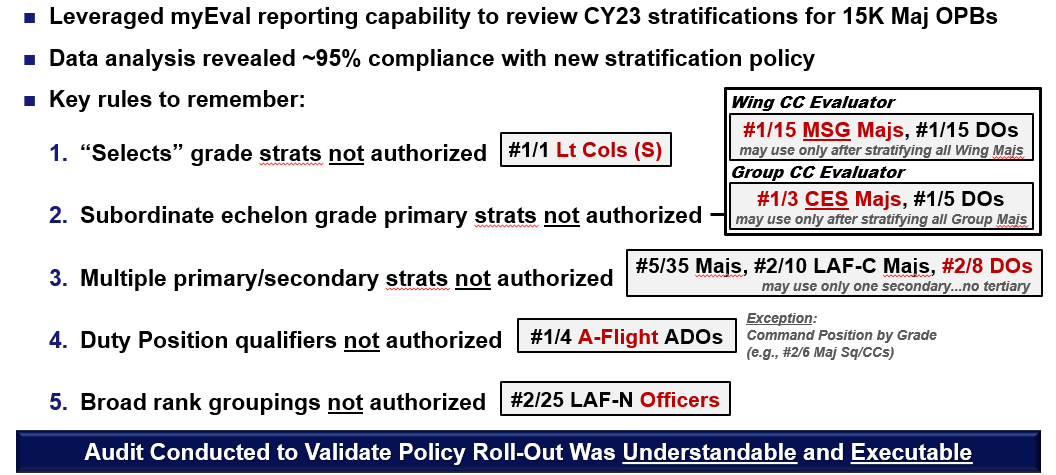 Leveraged myEval reporting capability to review CY23 stratifications for 15K Maj OPBs
Data analysis revealed ~95% compliance with new stratification policy
Key rules to remember:
1. “Selects” grade strats not authorized
#1/1 Lt Cols (S)
Wing CC Evaluator
#1/15 MSG Majs, #1/15 DOs
may use only after stratifying all Wing Majs
Group CC Evaluator
#1/3 CES Majs, #1/5 DOs
may use only after stratifying all Group Majs
2. Subordinate echelon grade primary strats not authorized
3. Multiple primary/secondary strats not authorized
#5/35 Majs, #2/10 LAF-C Majs, #2/8 DOs
may use only one secondary...no tertiary
4. Duty Position qualifiers not authorized
#1/4 A-Flight ADOs
Exception:
Command Position by Grade
(e.g., #2/6 Maj Sq/CCs)
5. Broad rank groupings not authorized
#2/25 LAF-N Officers
Audit Conducted to Validate Policy Roll-Out Was Understandable and Executable